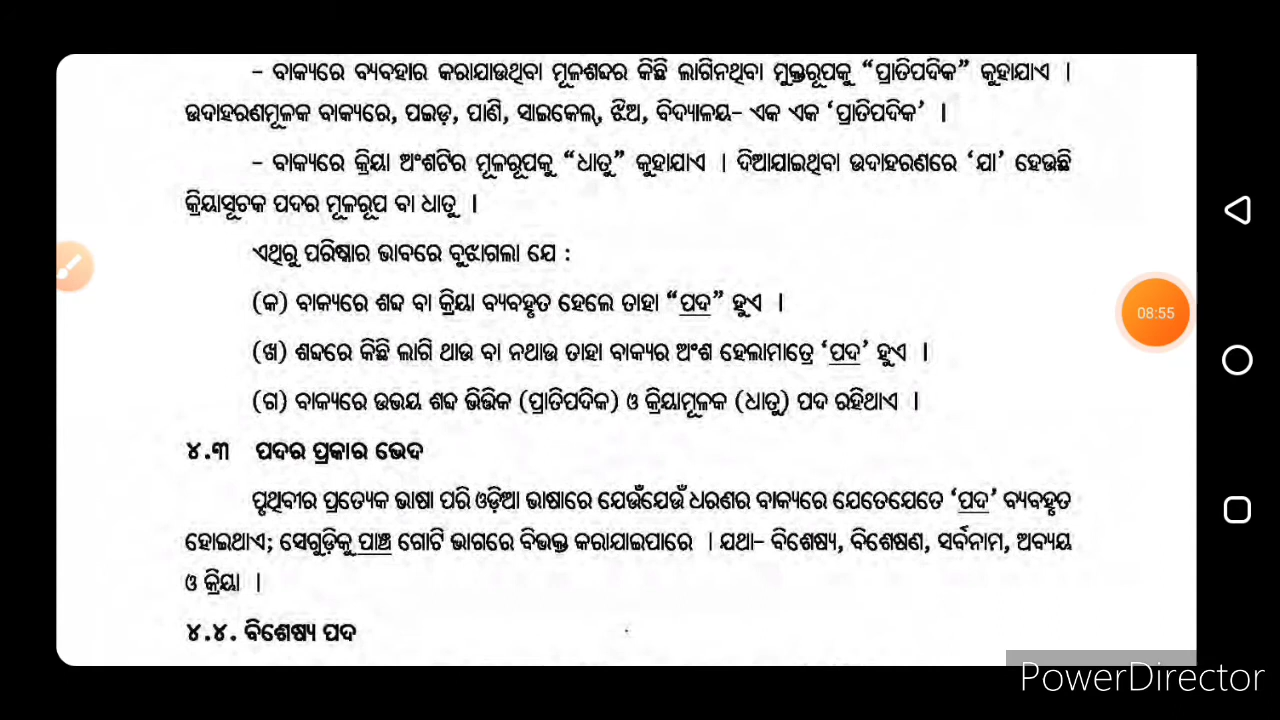 – ବାକ୍ୟରେ ବ୍ୟବହାର କରାଯାଉଥିବା ମୂଳଶବ୍ଦର କିଛି ଲାଗିନଥିବା ମୁକ୍ତରୂପକୁ “ପ୍ରାତିପଦିକ” କୁହାଯାଏ ।
ଉଦାହରଣମୂଳକ ବାକ୍ୟରେ, ପଇଡ଼, ପାଣି, ସାଇକେଲ୍, ଝିଅ, ବିଦ୍ୟାଳୟ– ଏକ ଏକ ‘ପ୍ରାତିପଦିକ’ ।
– ବାକ୍ୟରେ କ୍ରିୟା ଅଂଶଟିର ମୂଳରୂପକୁ “ଧାତୁ” କୁହାଯାଏ । ଦିଆଯାଇଥିବା ଉଦାହରଣରେ ‘ଯା’ ହେଉଛି
କ୍ରିୟାସୂଚକ ପଦର ମୂଳରୂପ ବା ଧାତୁ ।
ଏଥିରୁ ପରିଷ୍କାର ଭାବରେ ବୁଝାଗଲା ଯେ :
(କ) ବାକ୍ୟରେ ଶବ୍ଦ ବା କ୍ରିୟା ବ୍ୟବହୃତ ହେଲେ ତାହା “ପଦ” ହୁଏ ।
(ଖ) ଶବ୍ଦରେ କିଛି ଲାଗି ଥାଉ ବା ନଥାଉ ତାହା ବାକ୍ୟର ଅଂଶ ହେଲାମାତ୍ରେ ‘ପଦ’ ହୁଏ ।
(ଗ) ବାକ୍ୟରେ ଉଭୟ ଶବ୍ଦ ଭିତ୍ତିକ (ପ୍ରାତିପଦିକ) ଓ କ୍ରିୟାମୂଳକ (ଧାତୁ) ପଦ ରହିଥାଏ ।
୪.୩ ପଦର ପ୍ରକାର ଭେଦ
ପୃଥିବୀର ପ୍ରତ୍ୟେକ ଭାଷା ପରି ଓଡ଼ିଆ ଭାଷାରେ ଯେଉଁଯେଉଁ ଧରଣର ବାକ୍ୟରେ ଯେତେଯେତେ ‘ପଦ’ ବ୍ୟବହୃତ
ହୋଇଥାଏ; ସେଗୁଡ଼ିକୁ ପାଞ୍ଚ ଗୋଟି ଭାଗରେ ବିଭକ୍ତ କରାଯାଇପାରେ । ଯଥା– ବିଶେଷ୍ୟ, ବିଶେଷଣ, ସର୍ବନାମ, ଅବ୍ୟୟ
ଓ କ୍ରିୟା ।
୪.୪. ବିଶେଷ୍ୟ ପଦ
08:55
PowerDirector